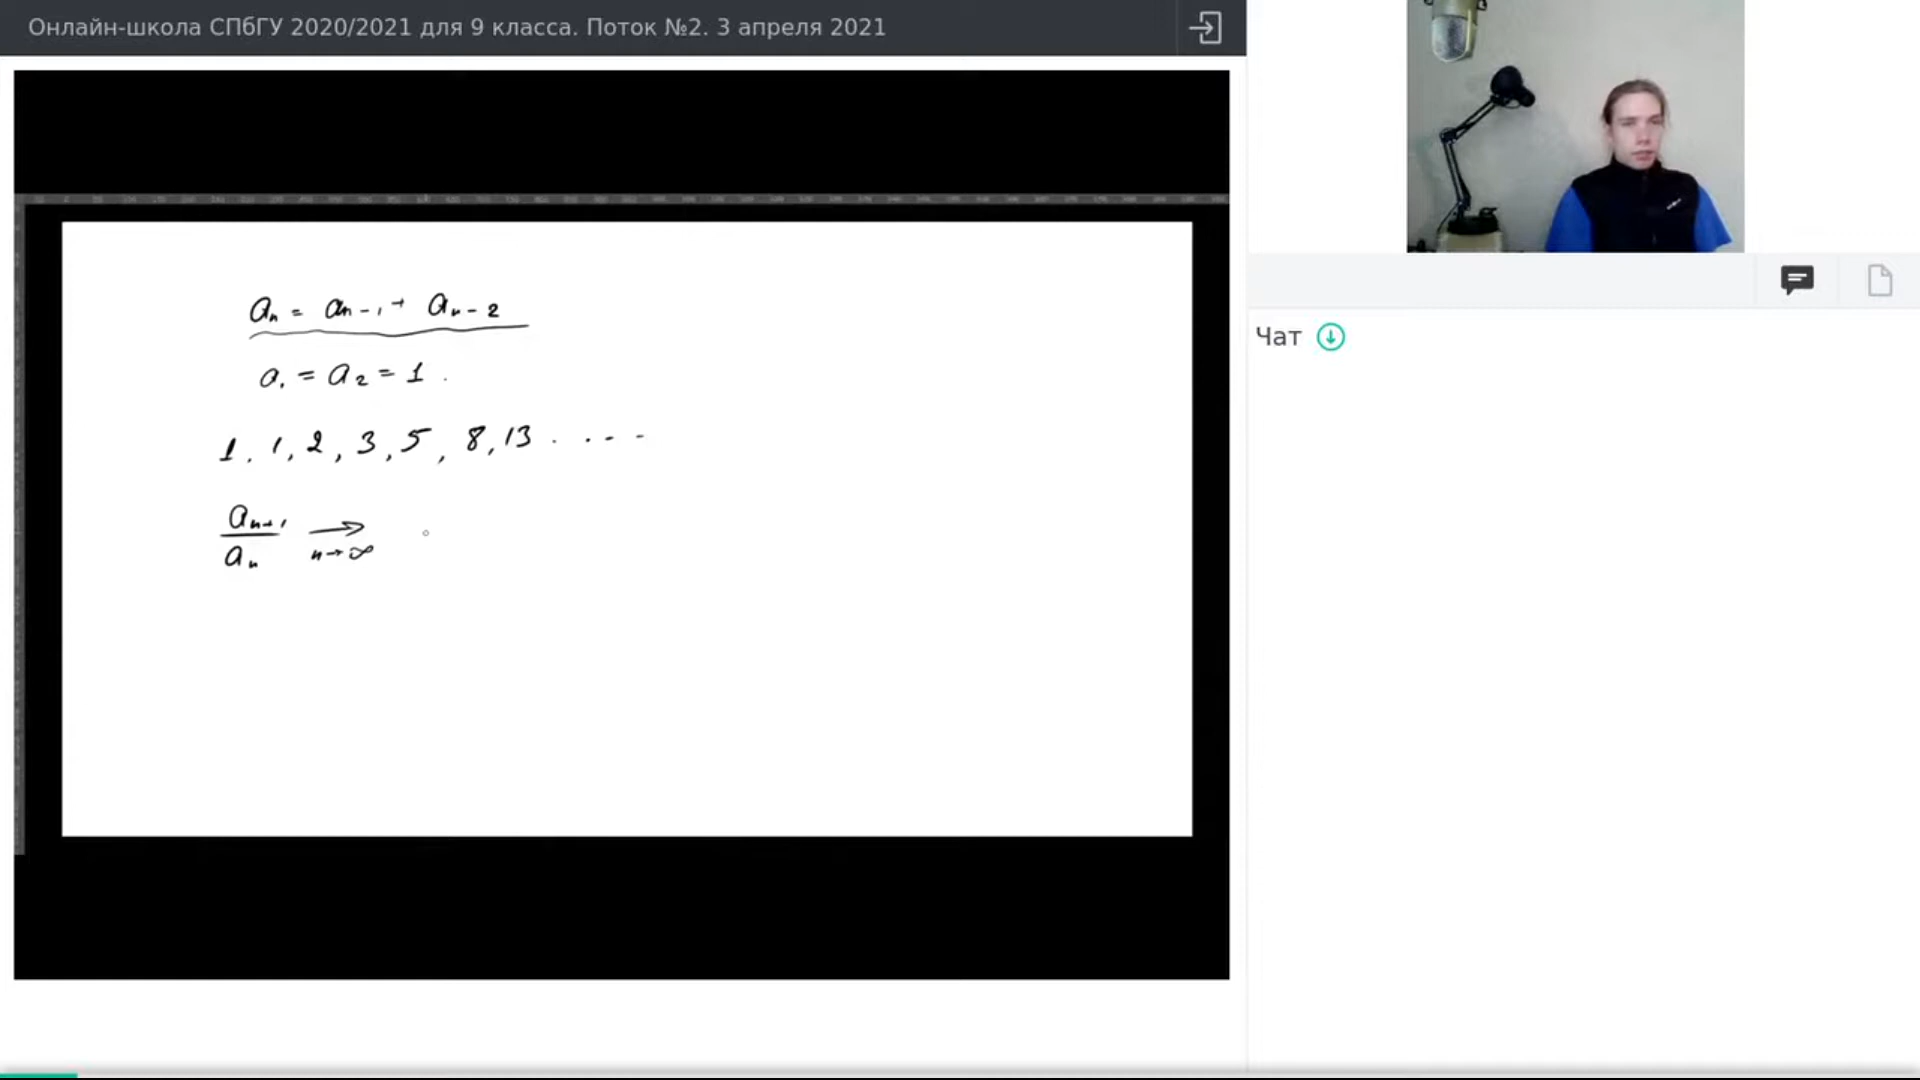 Онлайн-школа СПбГУ 2020/2021 для 9 класса. Поток №2. 3 апреля 2021
aₙ = aₙ₋₁ + aₙ₋₂
a₁ = a₂ = 1.
1, 1, 2, 3, 5, 8, 13 . . . .
aₙ₊₁
aₙ
→
n→∞
Чат